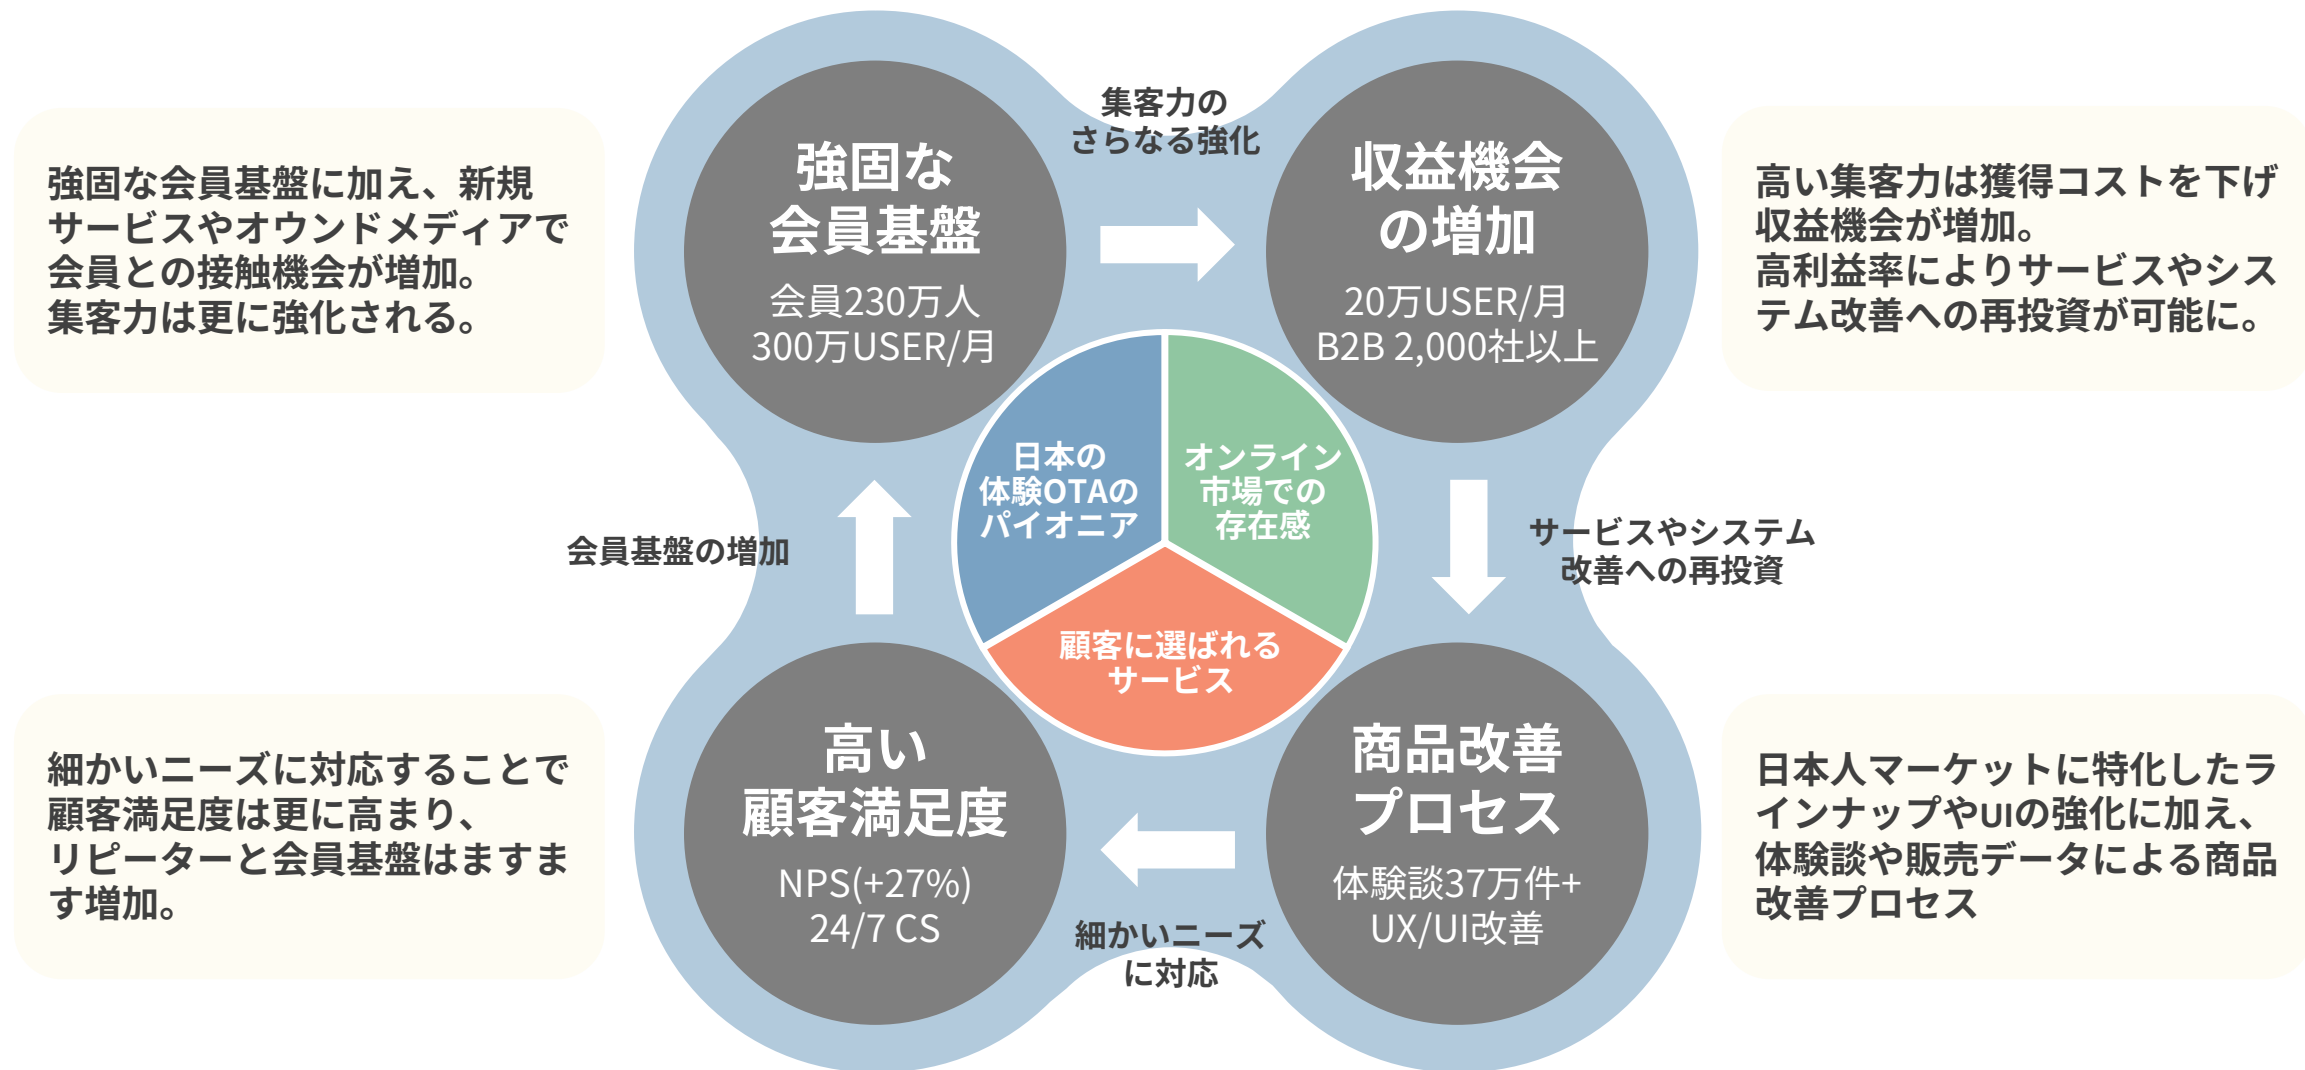 強固な会員基盤に加え、新規
サービスやオウンドメディアで
会員との接触機会が増加。
集客力は更に強化される。
強固な
会員基盤
会員230万人
300万USER/月
集客力の
さらなる強化
収益機会
の増加
20万USER/月
B2B 2,000社以上
高い集客力は獲得コストを下げ
収益機会が増加。
高利益率によりサービスやシス
テム改善への再投資が可能に。
日本の
体験OTAの
パイオニア
オンライン
市場での
存在感
顧客に選ばれる
サービス
会員基盤の増加
サービスやシステム
改善への再投資
細かいニーズに対応することで
顧客満足度は更に高まり、
リピーターと会員基盤はますま
す増加。
高い
顧客満足度
NPS(+27%)
24/7 CS
細かいニーズ
に対応
商品改善
プロセス
体験談37万件+
UX/UI改善
日本人マーケットに特化したラ
インナップやUIの強化に加え、
体験談や販売データによる商品
改善プロセス